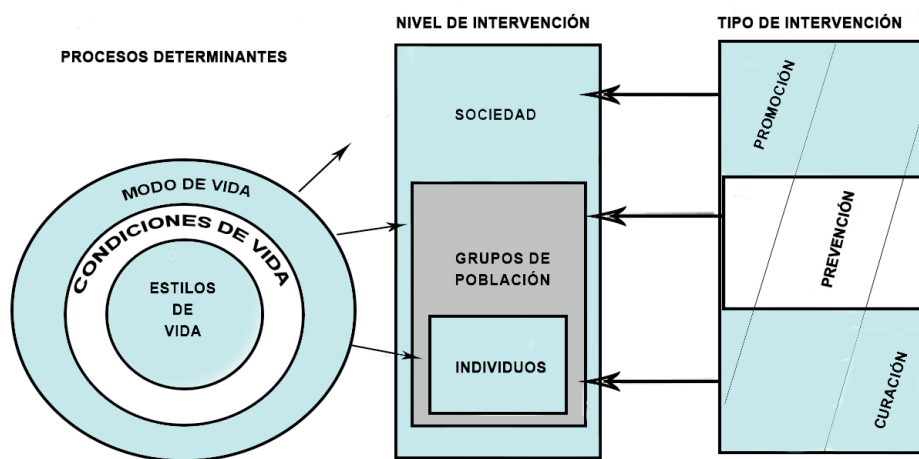 PROCESOS DETERMINANTES
MODO DE VIDA
CONDICIONES DE VIDA
ESTILOS
DE
VIDA
NIVEL DE INTERVENCIÓN
SOCIEDAD
GRUPOS DE
POBLACIÓN
INDIVIDUOS
TIPO DE INTERVENCIÓN
PROMOCIÓN
PREVENCIÓN
CURACIÓN